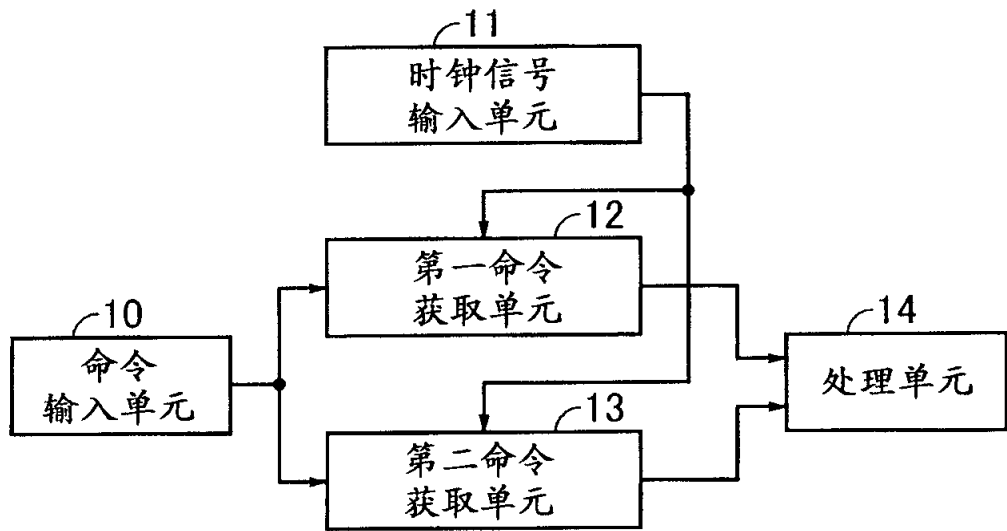 11
时钟信号
输入单元
12
第一命令
获取单元
10
命令
输入单元
14
处理单元
13
第二命令
获取单元